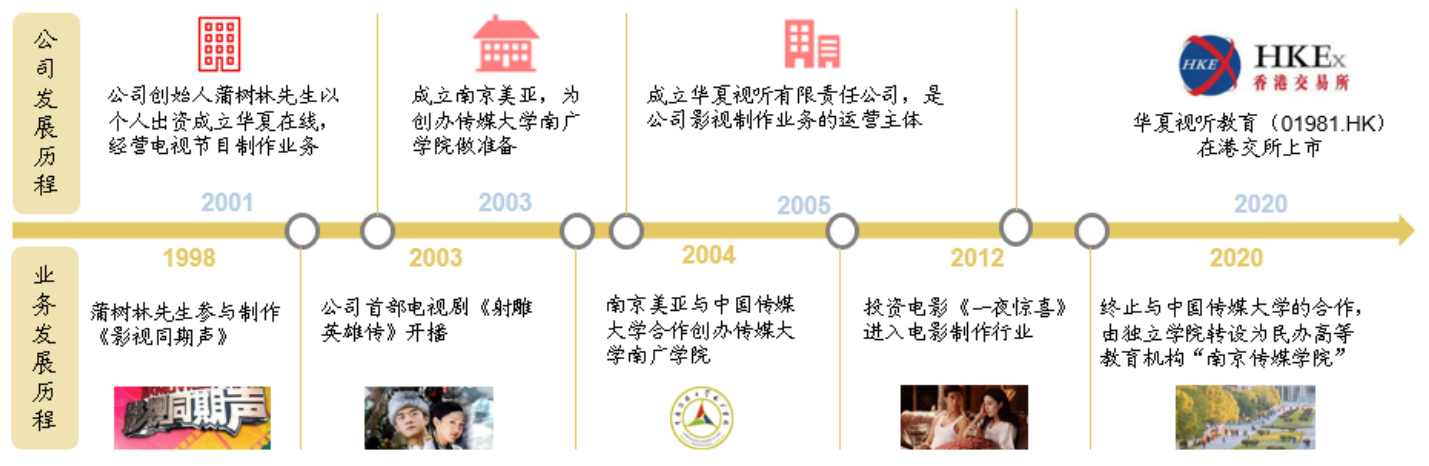 公司发展历程
公司创始人蒲树林先生以
个人出资成立华夏在线，
经营电视节目制作业务
成立南京美亚，为
创办传媒大学南广
学院做准备
成立华夏视听有限责任公司，是
公司影视制作业务的运营主体
HKE
HKEx
香港交易所
华夏视听教育（01981.HK）
在港交所上市
2001
2003
2005
2020
1998
2003
2004
2012
2020
业务发展历程
蒲树林先生参与制作
《影视同期声》
公司首部电视剧《射雕
英雄传》开播
南京美亚与中国传媒
大学合作创办传媒大
学南广学院
投资电影《一夜惊喜》
进入电影制作行业
终止与中国传媒大学的合作，
由独立学院转设为民办高等
教育机构“南京传媒学院”
影视同期声